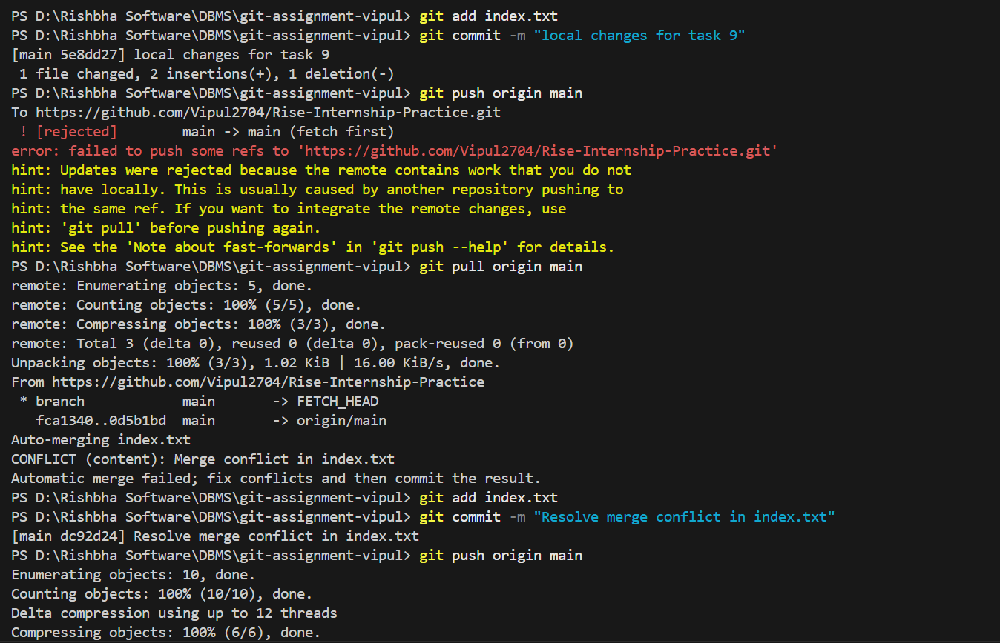 PS D:\Rishbha Software\DBMS\git-assignment-vipul> git add index.txt
PS D:\Rishbha Software\DBMS\git-assignment-vipul> git commit -m "local changes for task 9"
[main 5e8dd27] local changes for task 9
 1 file changed, 2 insertions(+), 1 deletion(-)
PS D:\Rishbha Software\DBMS\git-assignment-vipul> git push origin main
To https://github.com/Vipul2704/Rise-Internship-Practice.git
 ! [rejected]        main -> main (fetch first)
error: failed to push some refs to 'https://github.com/Vipul2704/Rise-Internship-Practice.git'
hint: Updates were rejected because the remote contains work that you do not
hint: have locally. This is usually caused by another repository pushing to
hint: the same ref. If you want to integrate the remote changes, use
hint: 'git pull' before pushing again.
hint: See the 'Note about fast-forwards' in 'git push --help' for details.
PS D:\Rishbha Software\DBMS\git-assignment-vipul> git pull origin main
remote: Enumerating objects: 5, done.
remote: Counting objects: 100% (5/5), done.
remote: Compressing objects: 100% (3/3), done.
remote: Total 3 (delta 0), reused 0 (delta 0), pack-reused 0 (from 0)
Unpacking objects: 100% (3/3), 1.02 KiB | 16.00 KiB/s, done.
From https://github.com/Vipul2704/Rise-Internship-Practice
 * branch            main       -> FETCH_HEAD
   fca1340..0d5b1bd  main       -> origin/main
Auto-merging index.txt
CONFLICT (content): Merge conflict in index.txt
Automatic merge failed; fix conflicts and then commit the result.
PS D:\Rishbha Software\DBMS\git-assignment-vipul> git add index.txt
PS D:\Rishbha Software\DBMS\git-assignment-vipul> git commit -m "Resolve merge conflict in index.txt"
[main dc92d24] Resolve merge conflict in index.txt
PS D:\Rishbha Software\DBMS\git-assignment-vipul> git push origin main
Enumerating objects: 10, done.
Counting objects: 100% (10/10), done.
Delta compression using up to 12 threads
Compressing objects: 100% (6/6), done.